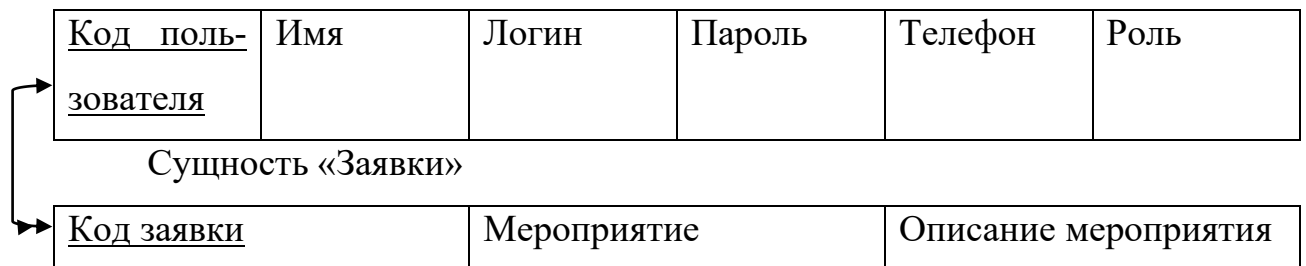 Код поль- Имя Логин Пароль Телефон Роль
зователя
Сущность «Заявки»
Код заявки Мероприятие Описание мероприятия